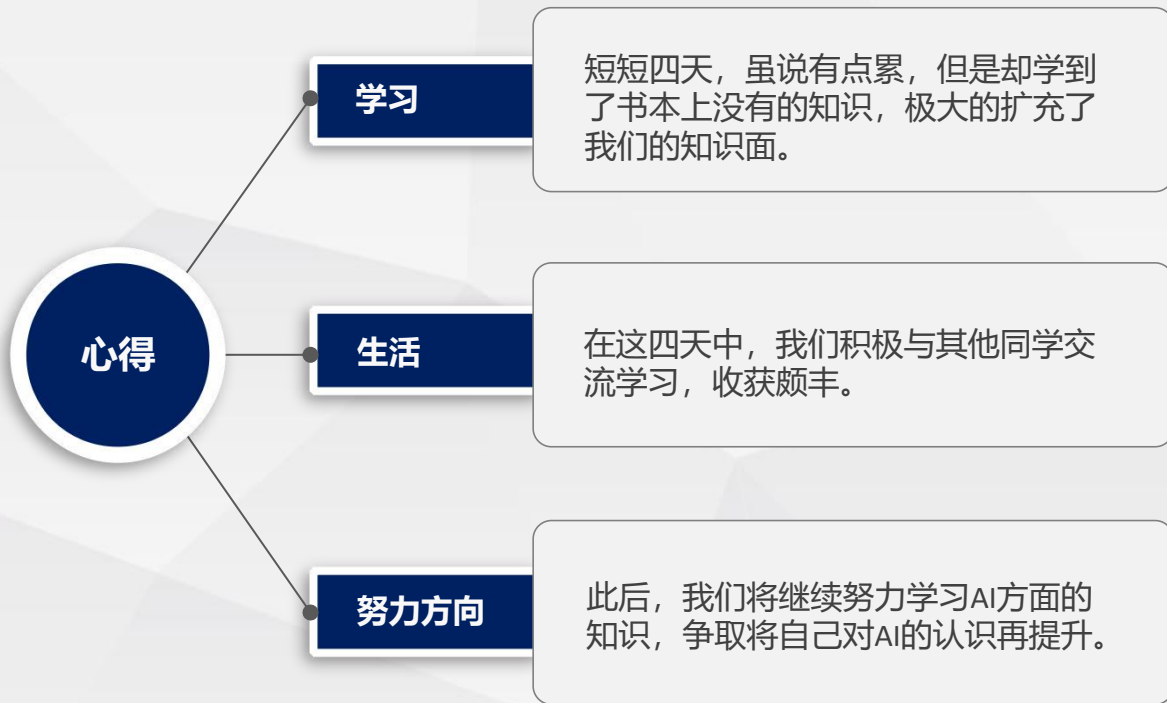 心得
学习
短短四天，虽说有点累，但是却学到
了书本上没有的知识，极大的扩充了
我们的知识面。
生活
在这四天中，我们积极与其他同学交
流学习，收获颇丰。
努力方向
此后，我们将继续努力学习AI方面的
知识，争取将自己对AI的认识再提升。